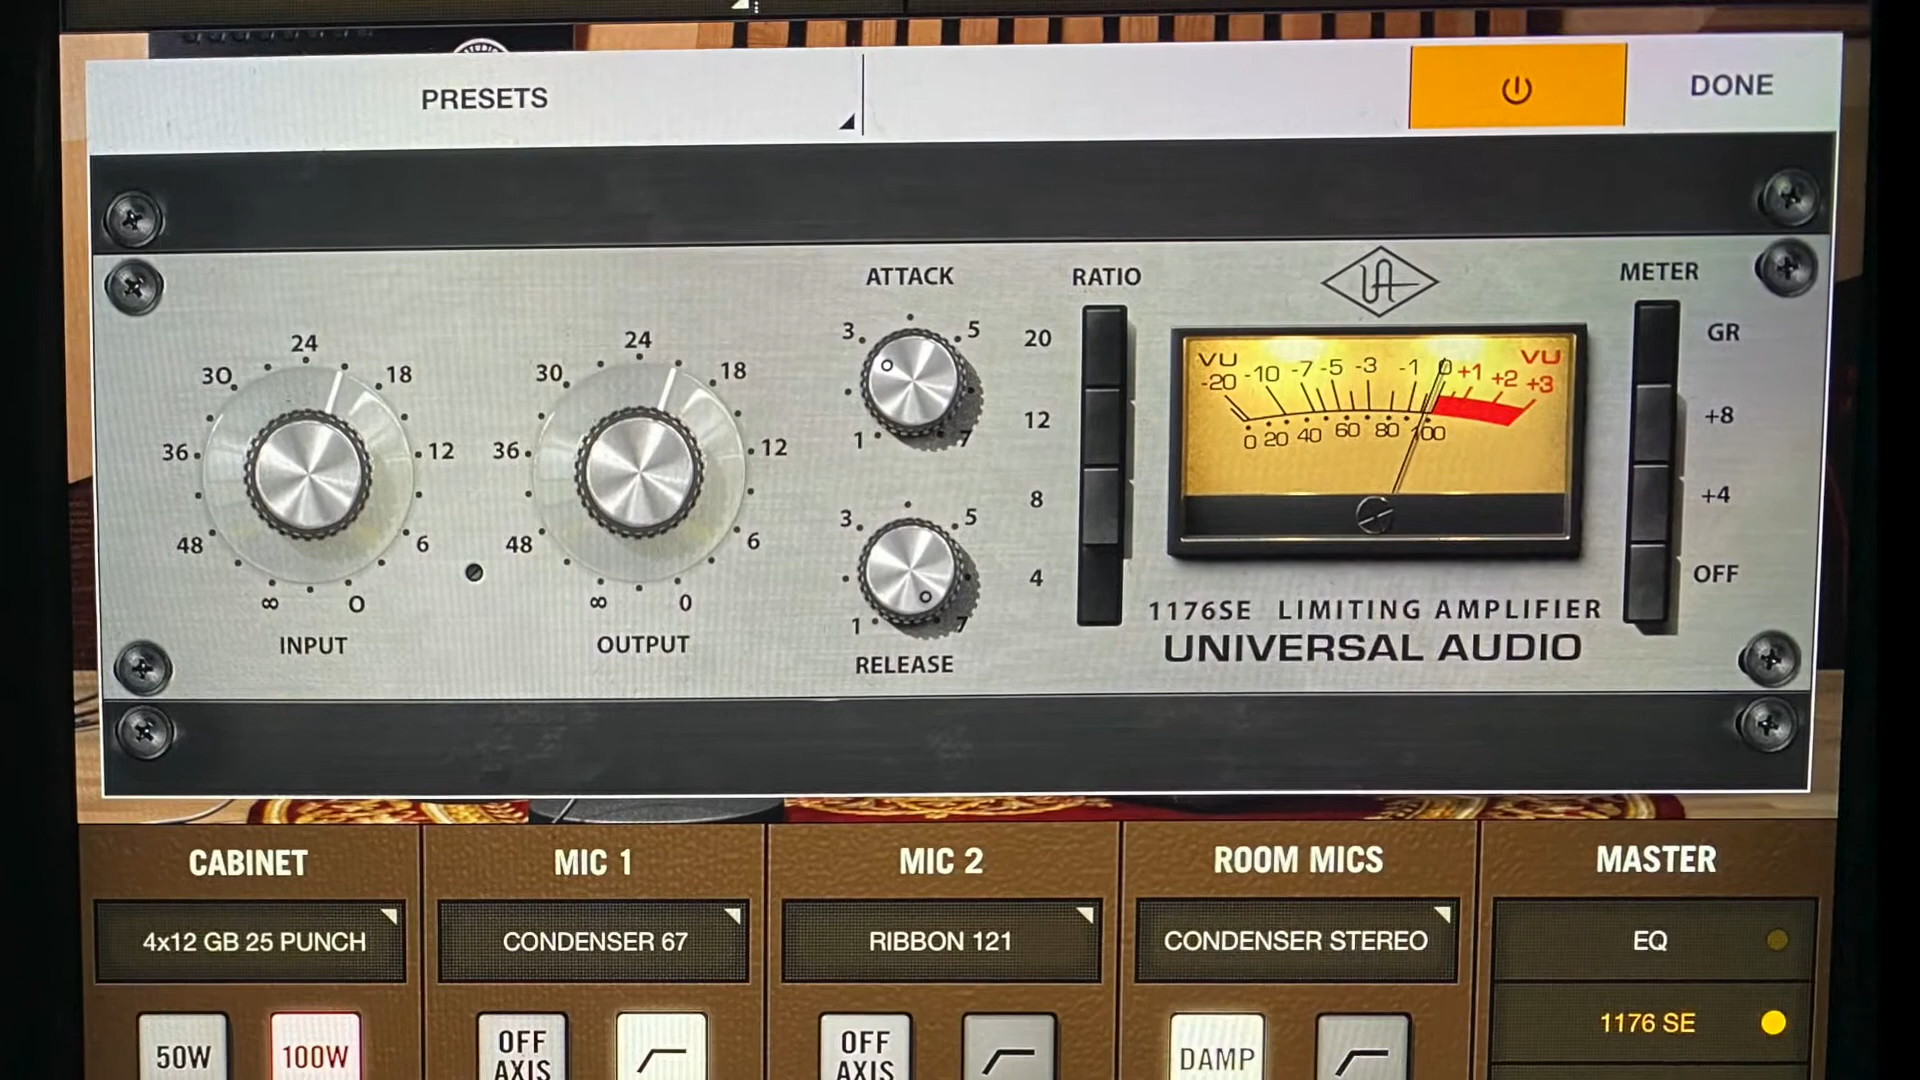 STUDIO
PRESETS
DONE
ATTACK
RATIO
UA
METER
24
30
18
36
12
48
6
∞
0
INPUT
24
30
18
36
12
48
6
∞
0
OUTPUT
3
5
1
7
3
5
1
7
RELEASE
20
12
8
4
VU
VU
-20 -10 -7 -5 -3 -1 0 +1 +2 +3
0 20 40 60 80 100
1176SE LIMITING AMPLIFIER
UNIVERSAL AUDIO
GR
+8
+4
OFF
CABINET
MIC 1
MIC 2
ROOM MICS
MASTER
4x12 GB 25 PUNCH
CONDENSER 67
RIBBON 121
CONDENSER STEREO
EQ
1176 SE
50W
100W
OFF
AXIS
OFF
AXIS
DAMP